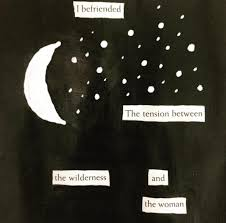 I befriended
The tension between
the wilderness and
the woman